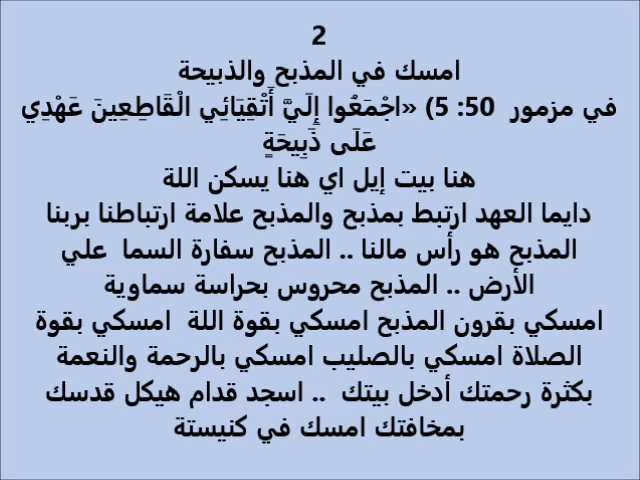 2
امسك في المذبح والذبيحة
في مزمور 50: 5) «اجْمَعُوا إِلَيَّ أَتْقِيَائِي الْقَاطِعِينَ عَهْدِي
عَلَى ذَبِيحَةٍ
هنا بيت إيل اي هنا يسكن اللة
دايما العهد ارتبط بمذبح والمذبح علامة ارتباطنا بربنا
المذبح هو رأس مالنا .. المذبح سفارة السما علي
الأرض .. المذبح محروس بحراسة سماوية
امسكي بقرون المذبح امسكي بقوة اللة امسكي بقوة
الصلاة امسكي بالصليب امسكي بالرحمة والنعمة
بكثرة رحمتك أدخل بيتك .. اسجد قدام هيكل قدسك
بمخافتك امسك في كنيستة